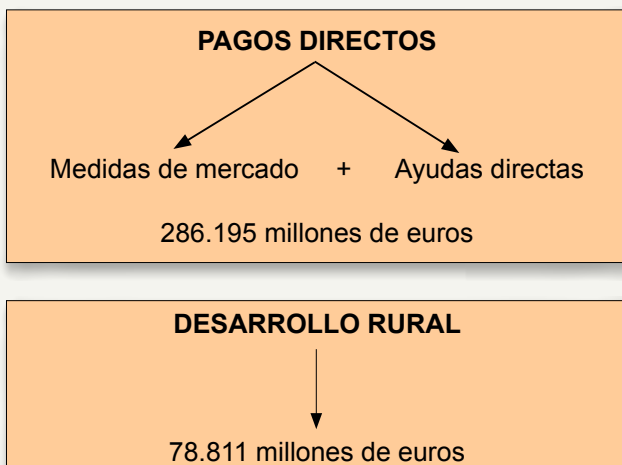 PAGOS DIRECTOS
Medidas de mercado + Ayudas directas
286.195 millones de euros
DESARROLLO RURAL
78.811 millones de euros